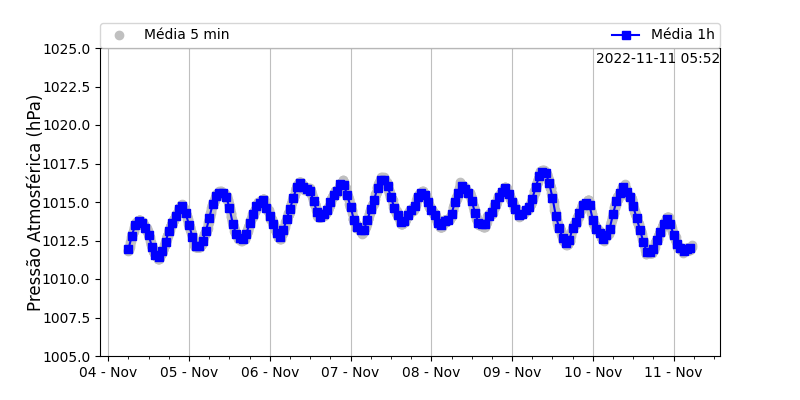 Média 5 min
Média 1h
2022-11-11 05:52
Pressão Atmosférica (hPa)
1025.0
1022.5
1020.0
1017.5
1015.0
1012.5
1010.0
1007.5
1005.0
04 - Nov
05 - Nov
06 - Nov
07 - Nov
08 - Nov
09 - Nov
10 - Nov
11 - Nov